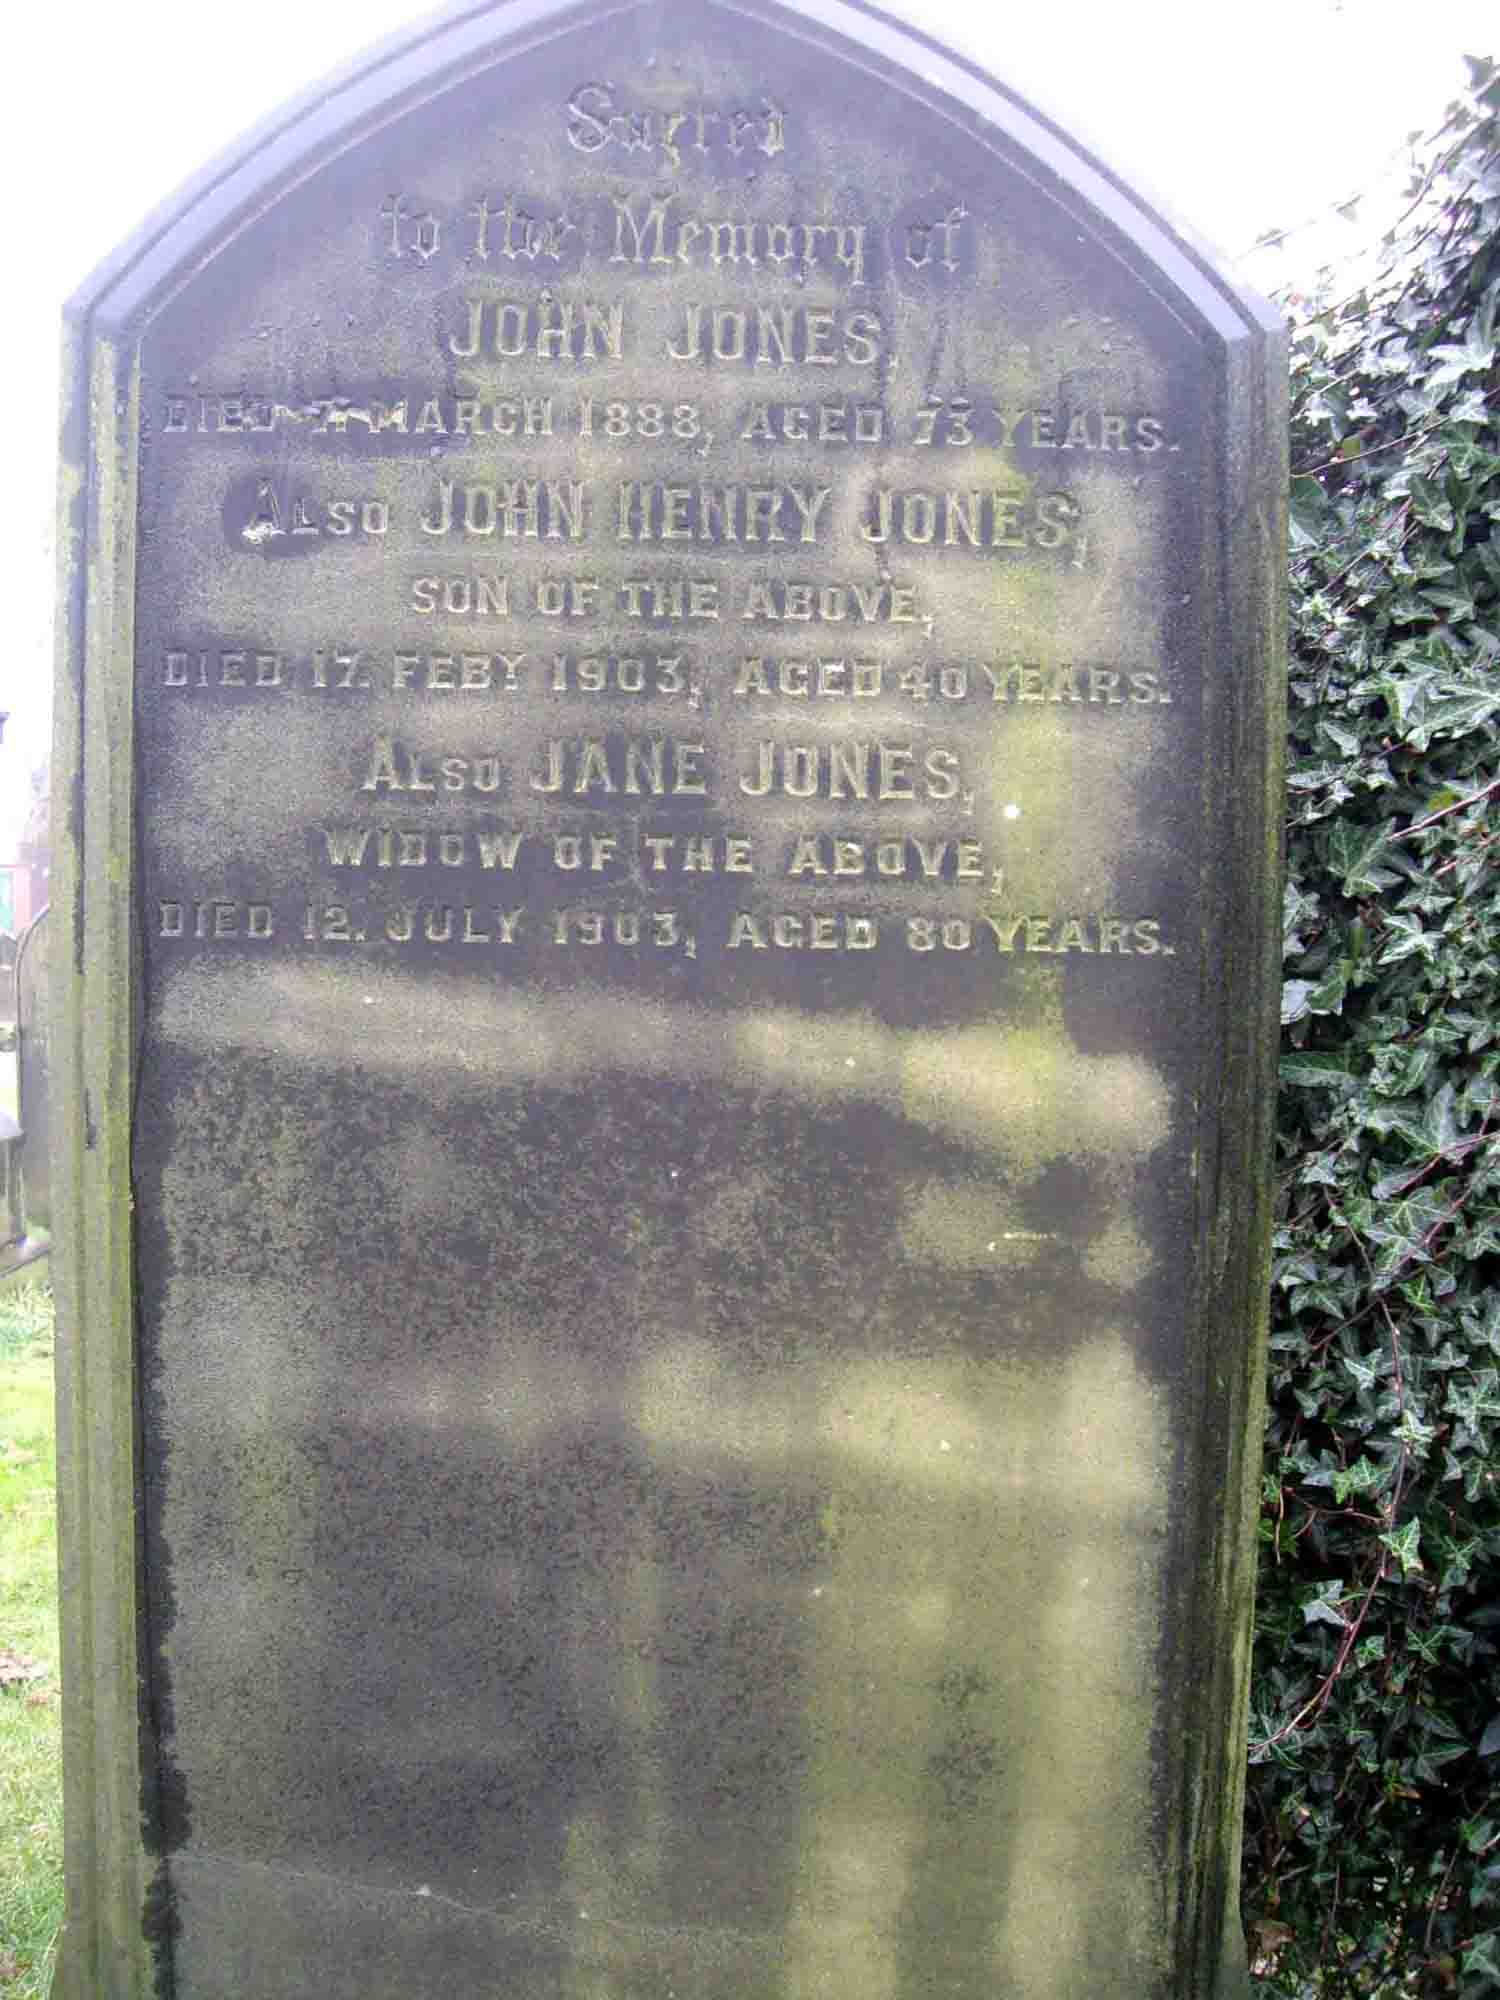 Sacred
to the Memory of
JOHN JONES,
DIED 7. MARCH 1888, AGED 73 YEARS.
ALSO JOHN HENRY JONES,
SON OF THE ABOVE,
DIED 17. FEBY 1903, AGED 40 YEARS.
ALSO JANE JONES,
WIDOW OF THE ABOVE,
DIED 12. JULY 1903, AGED 80 YEARS.